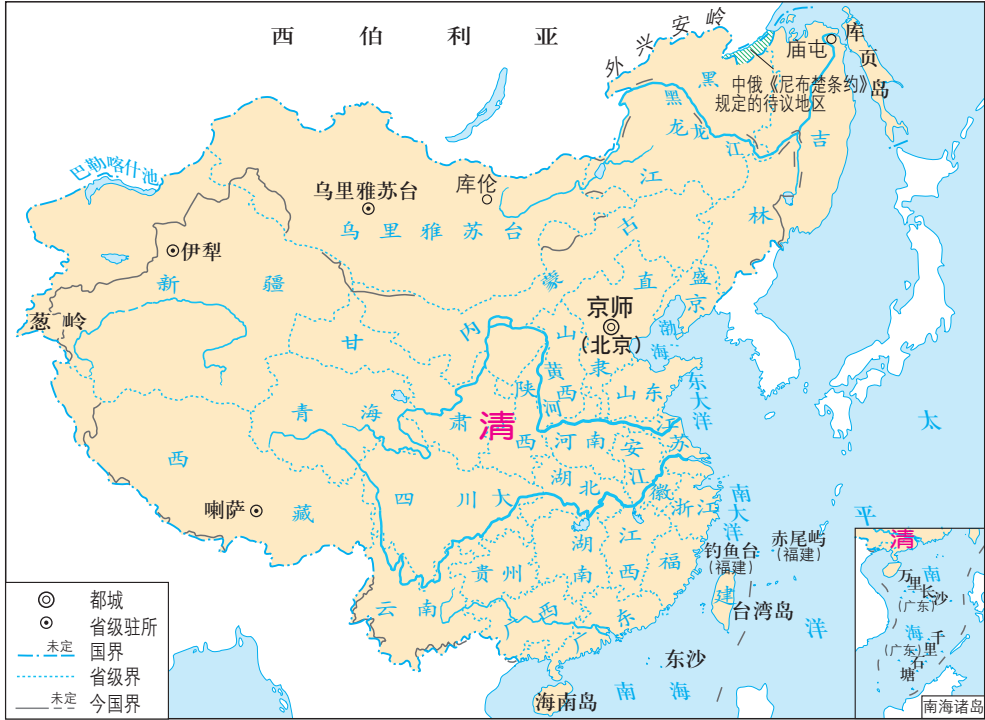 西伯利亚
外兴安岭
庙屯
库页岛
中俄《尼布楚条约》
规定的待议地区
黑龙江
黑龙江
吉林
巴勒喀什池
乌里雅苏台
库伦
乌里雅苏台
伊犁
新疆
葱岭
内蒙古
直隶
盛京
京师
（北京）
渤海
甘肃
山西
黄河
陕西
山东
东大洋
青海
清
河南
江苏
安徽
西藏
喇萨
四川
大江
湖北
浙江
南大洋
钓鱼台
(福建)
赤尾屿
(福建)
太平洋
湖南
江西
福建
贵州
云南
广西
广东
台湾岛
东沙
南海
海南岛
都城
省级驻所
未定
国界
省级界
未定
今国界
清
南海
万里长沙
(广东)
(广东)
千里石塘
南海诸岛